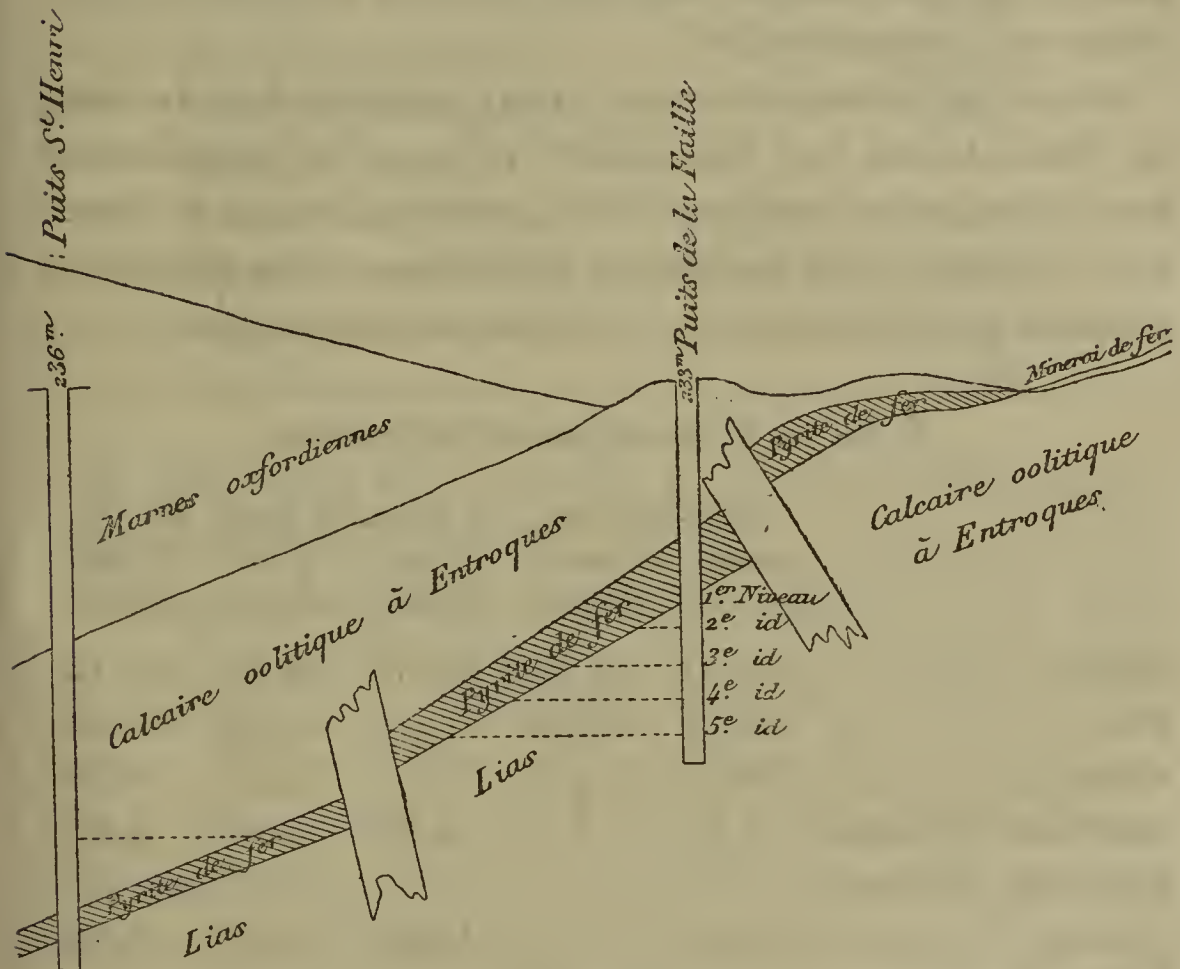 Puits S.t Henri
236m
Puits de la Faille
233m
Minerai de fer
Pyrite de fer
Marnes oxfordiennes
Calcaire oolitique
à Entroques.
Calcaire oolitique à Entroques
Pyrite de fer
1er. Niveau
2e. id
3e. id
4e. id
5e. id
Lias
Pyrite de fer
Lias